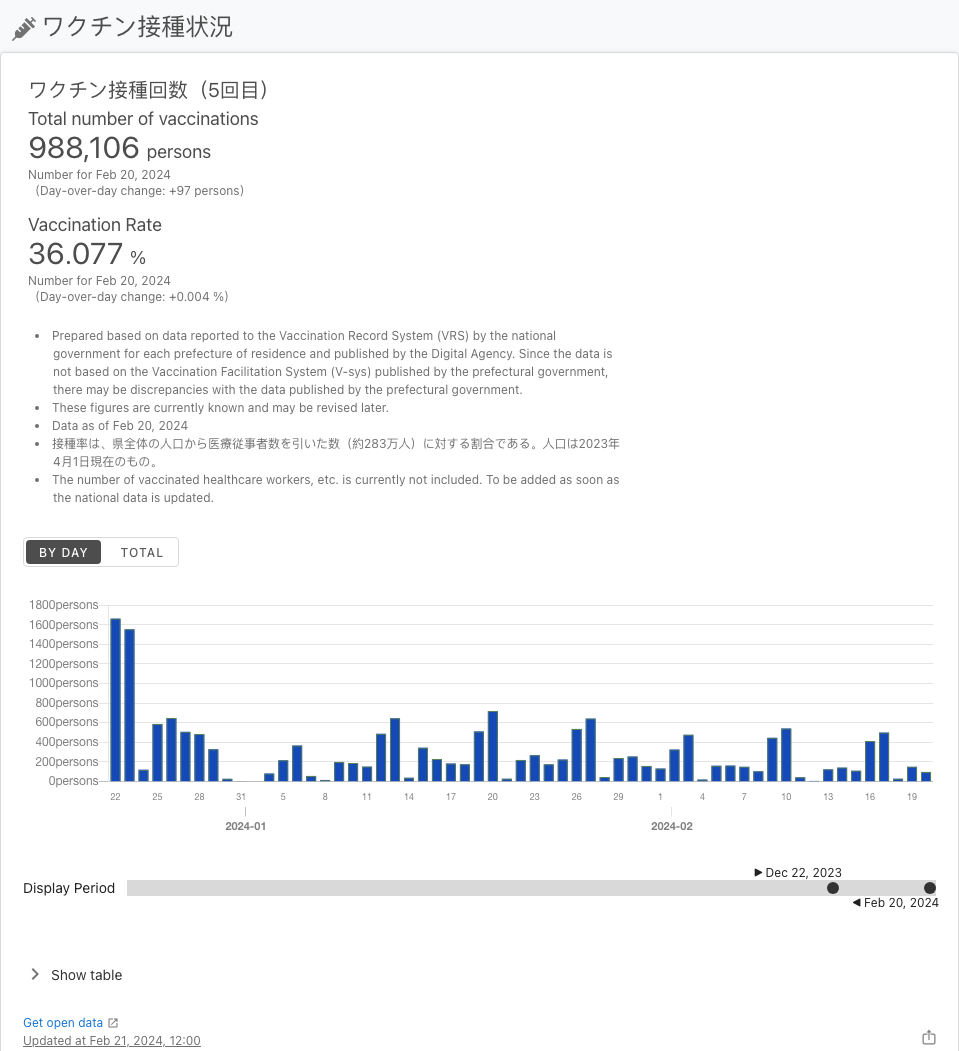 ワクチン接種状況
ワクチン接種回数（5回目）
Total number of vaccinations
988,106 persons
Number for Feb 20, 2024
（Day-over-day change: +97 persons）
Vaccination Rate
36.077 %
Number for Feb 20, 2024
（Day-over-day change: +0.004 %）
• Prepared based on data reported to the Vaccination Record System (VRS) by the national
government for each prefecture of residence and published by the Digital Agency. Since the data is
not based on the Vaccination Facilitation System (V-sys) published by the prefectural government,
there may be discrepancies with the data published by the prefectural government.
• These figures are currently known and may be revised later.
• Data as of Feb 20, 2024
• 接種率は、県全体の人口から医療従事者数を引いた数（約283万人）に対する割合である。人口は2023年
4月1日現在のもの。
• The number of vaccinated healthcare workers, etc. is currently not included. To be added as soon as
the national data is updated.
BY DAY TOTAL
1800persons
1600persons
1400persons
1200persons
1000persons
800persons
600persons
400persons
200persons
0persons
22 25 28 31 5 8 11 14 17 20 23 26 29 1 4 7 10 13 16 19
2024-01 2024-02
Dec 22, 2023
Display Period
Feb 20, 2024
Show table
Get open data
Updated at Feb 21, 2024, 12:00